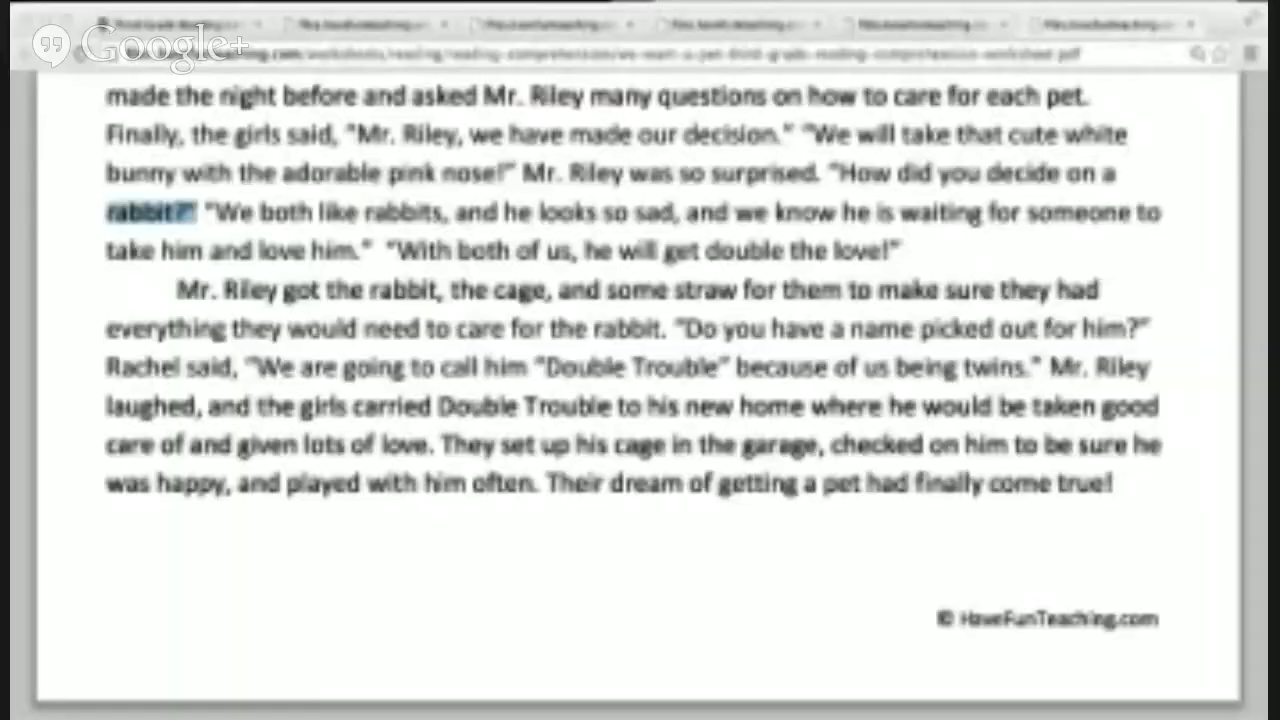 Google+
made the night before and asked Mr. Riley many questions on how to care for each pet.
Finally, the girls said, "Mr. Riley, we have made our decision." "We will take that cute white
bunny with the adorable pink nose!" Mr. Riley was so surprised. "How did you decide on a
rabbit?" "We both like rabbits, and he looks so sad, and we know he is waiting for someone to
take him and love him." "With both of us, he will get double the love!"
Mr. Riley got the rabbit, the cage, and some straw for them to make sure they had
everything they would need to care for the rabbit. "Do you have a name picked out for him?"
Rachel said, "We are going to call him "Double Trouble" because of us being twins." Mr. Riley
laughed, and the girls carried Double Trouble to his new home where he would be taken good
care of and given lots of love. They set up his cage in the garage, checked on him to be sure he
was happy, and played with him often. Their dream of getting a pet had finally come true!
© HaveFunTeaching.com